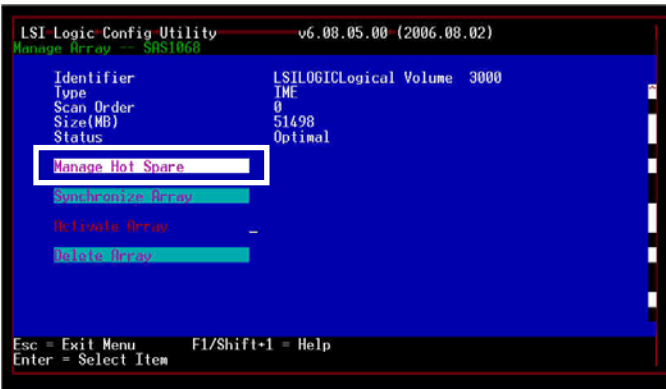 LSI Logic Config Utility v6.08.05.00 (2006.08.02)
Manage Array -- SAS1068
Identifier LSILOGICLogical Volume 3000
Type IME
Scan Order 0
Size(MB) 51498
Status Optimal
Manage Hot Spare
Synchronize Array
Activate Array
Delete Array
Esc = Exit Menu F1/Shift+1 = Help
Enter = Select Item